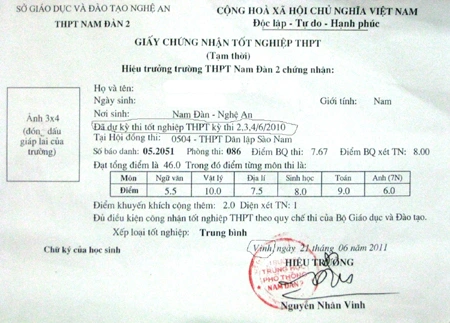 SỞ GIÁO DỤC VÀ ĐÀO TẠO NGHỆ AN
THPT NAM ĐÀN 2
CỘNG HOÀ XÃ HỘI CHỦ NGHĨA VIỆT NAM
Độc lập - Tự do - Hạnh phúc
GIẤY CHỨNG NHẬN TỐT NGHIỆP THPT
(Tạm thời)
Hiệu trưởng trường THPT Nam Đàn 2 chứng nhận:
Họ và tên:
Ngày sinh: Giới tính: Nam
Nơi sinh: Nam Đàn - Nghệ An
Đã dự kỳ thi tốt nghiệp THPT kỳ thi 2,3,4/6/2010
Tại Hội đồng thi: 0504 - THPT Dân lập Sào Nam
Số báo danh: 05.2051 Phòng thi: 086 Điểm BQ thi: 7.67 Điểm BQ xét TN: 8.00
Đạt tổng điểm là 46.0 Trong đó điểm từng môn thi là:
Môn Ngữ văn Vật lý Địa lí Sinh học Toán Anh (7N)
Điểm 5.5 10.0 7.5 8.0 9.0 6.0
Điểm khuyến khích cộng thêm: 2.0 Diện xét TN: 1
Đủ điều kiện công nhận tốt nghiệp THPT theo quy chế thi của Bộ Giáo dục và Đào tạo.
Xếp loại tốt nghiệp: Trung bình
Ảnh 3x4
(đóng dấu
giáp lai của
trường)
Chữ ký của học sinh
Vinh, ngày 21 tháng 06 năm 2011
HIỆU TRƯỞNG
TRUNG HỌC
PHỔ THÔNG
NAM ĐÀN 2
Nguyễn Nhân Vinh